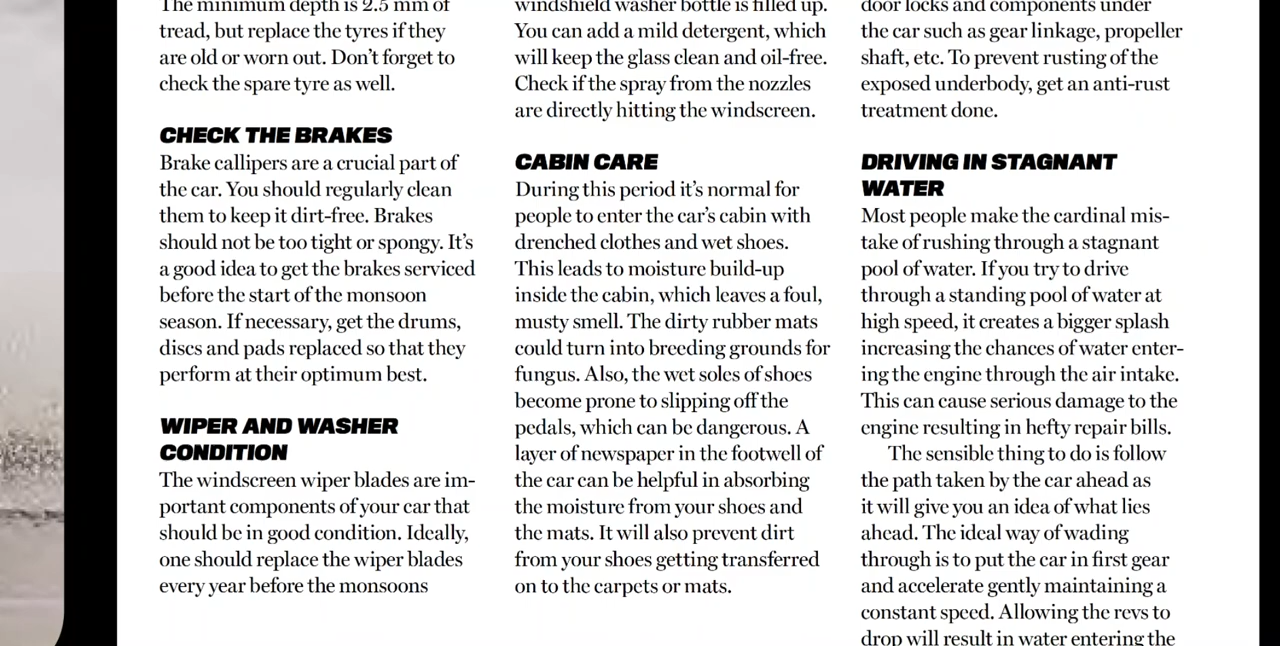 The minimum depth is 2.5 mm of
tread, but replace the tyres if they
are old or worn out. Don't forget to
check the spare tyre as well.
CHECK THE BRAKES
Brake callipers are a crucial part of
the car. You should regularly clean
them to keep it dirt-free. Brakes
should not be too tight or spongy. It's
a good idea to get the brakes serviced
before the start of the monsoon
season. If necessary, get the drums,
discs and pads replaced so that they
perform at their optimum best.
WIPER AND WASHER
CONDITION
The windscreen wiper blades are im-
portant components of your car that
should be in good condition. Ideally,
one should replace the wiper blades
every year before the monsoons
windshield washer bottle is filled up.
You can add a mild detergent, which
will keep the glass clean and oil-free.
Check if the spray from the nozzles
are directly hitting the windscreen.
CABIN CARE
During this period it's normal for
people to enter the car's cabin with
drenched clothes and wet shoes.
This leads to moisture build-up
inside the cabin, which leaves a foul,
musty smell. The dirty rubber mats
could turn into breeding grounds for
fungus. Also, the wet soles of shoes
become prone to slipping off the
pedals, which can be dangerous. A
layer of newspaper in the footwell of
the car can be helpful in absorbing
the moisture from your shoes and
the mats. It will also prevent dirt
from your shoes getting transferred
on to the carpets or mats.
door locks and components under
the car such as gear linkage, propeller
shaft, etc. To prevent rusting of the
exposed underbody, get an anti-rust
treatment done.
DRIVING IN STAGNANT
WATER
Most people make the cardinal mis-
take of rushing through a stagnant
pool of water. If you try to drive
through a standing pool of water at
high speed, it creates a bigger splash
increasing the chances of water enter-
ing the engine through the air intake.
This can cause serious damage to the
engine resulting in hefty repair bills.
The sensible thing to do is follow
the path taken by the car ahead as
it will give you an idea of what lies
ahead. The ideal way of wading
through is to put the car in first gear
and accelerate gently maintaining a
constant speed. Allowing the revs to
drop will result in water entering the